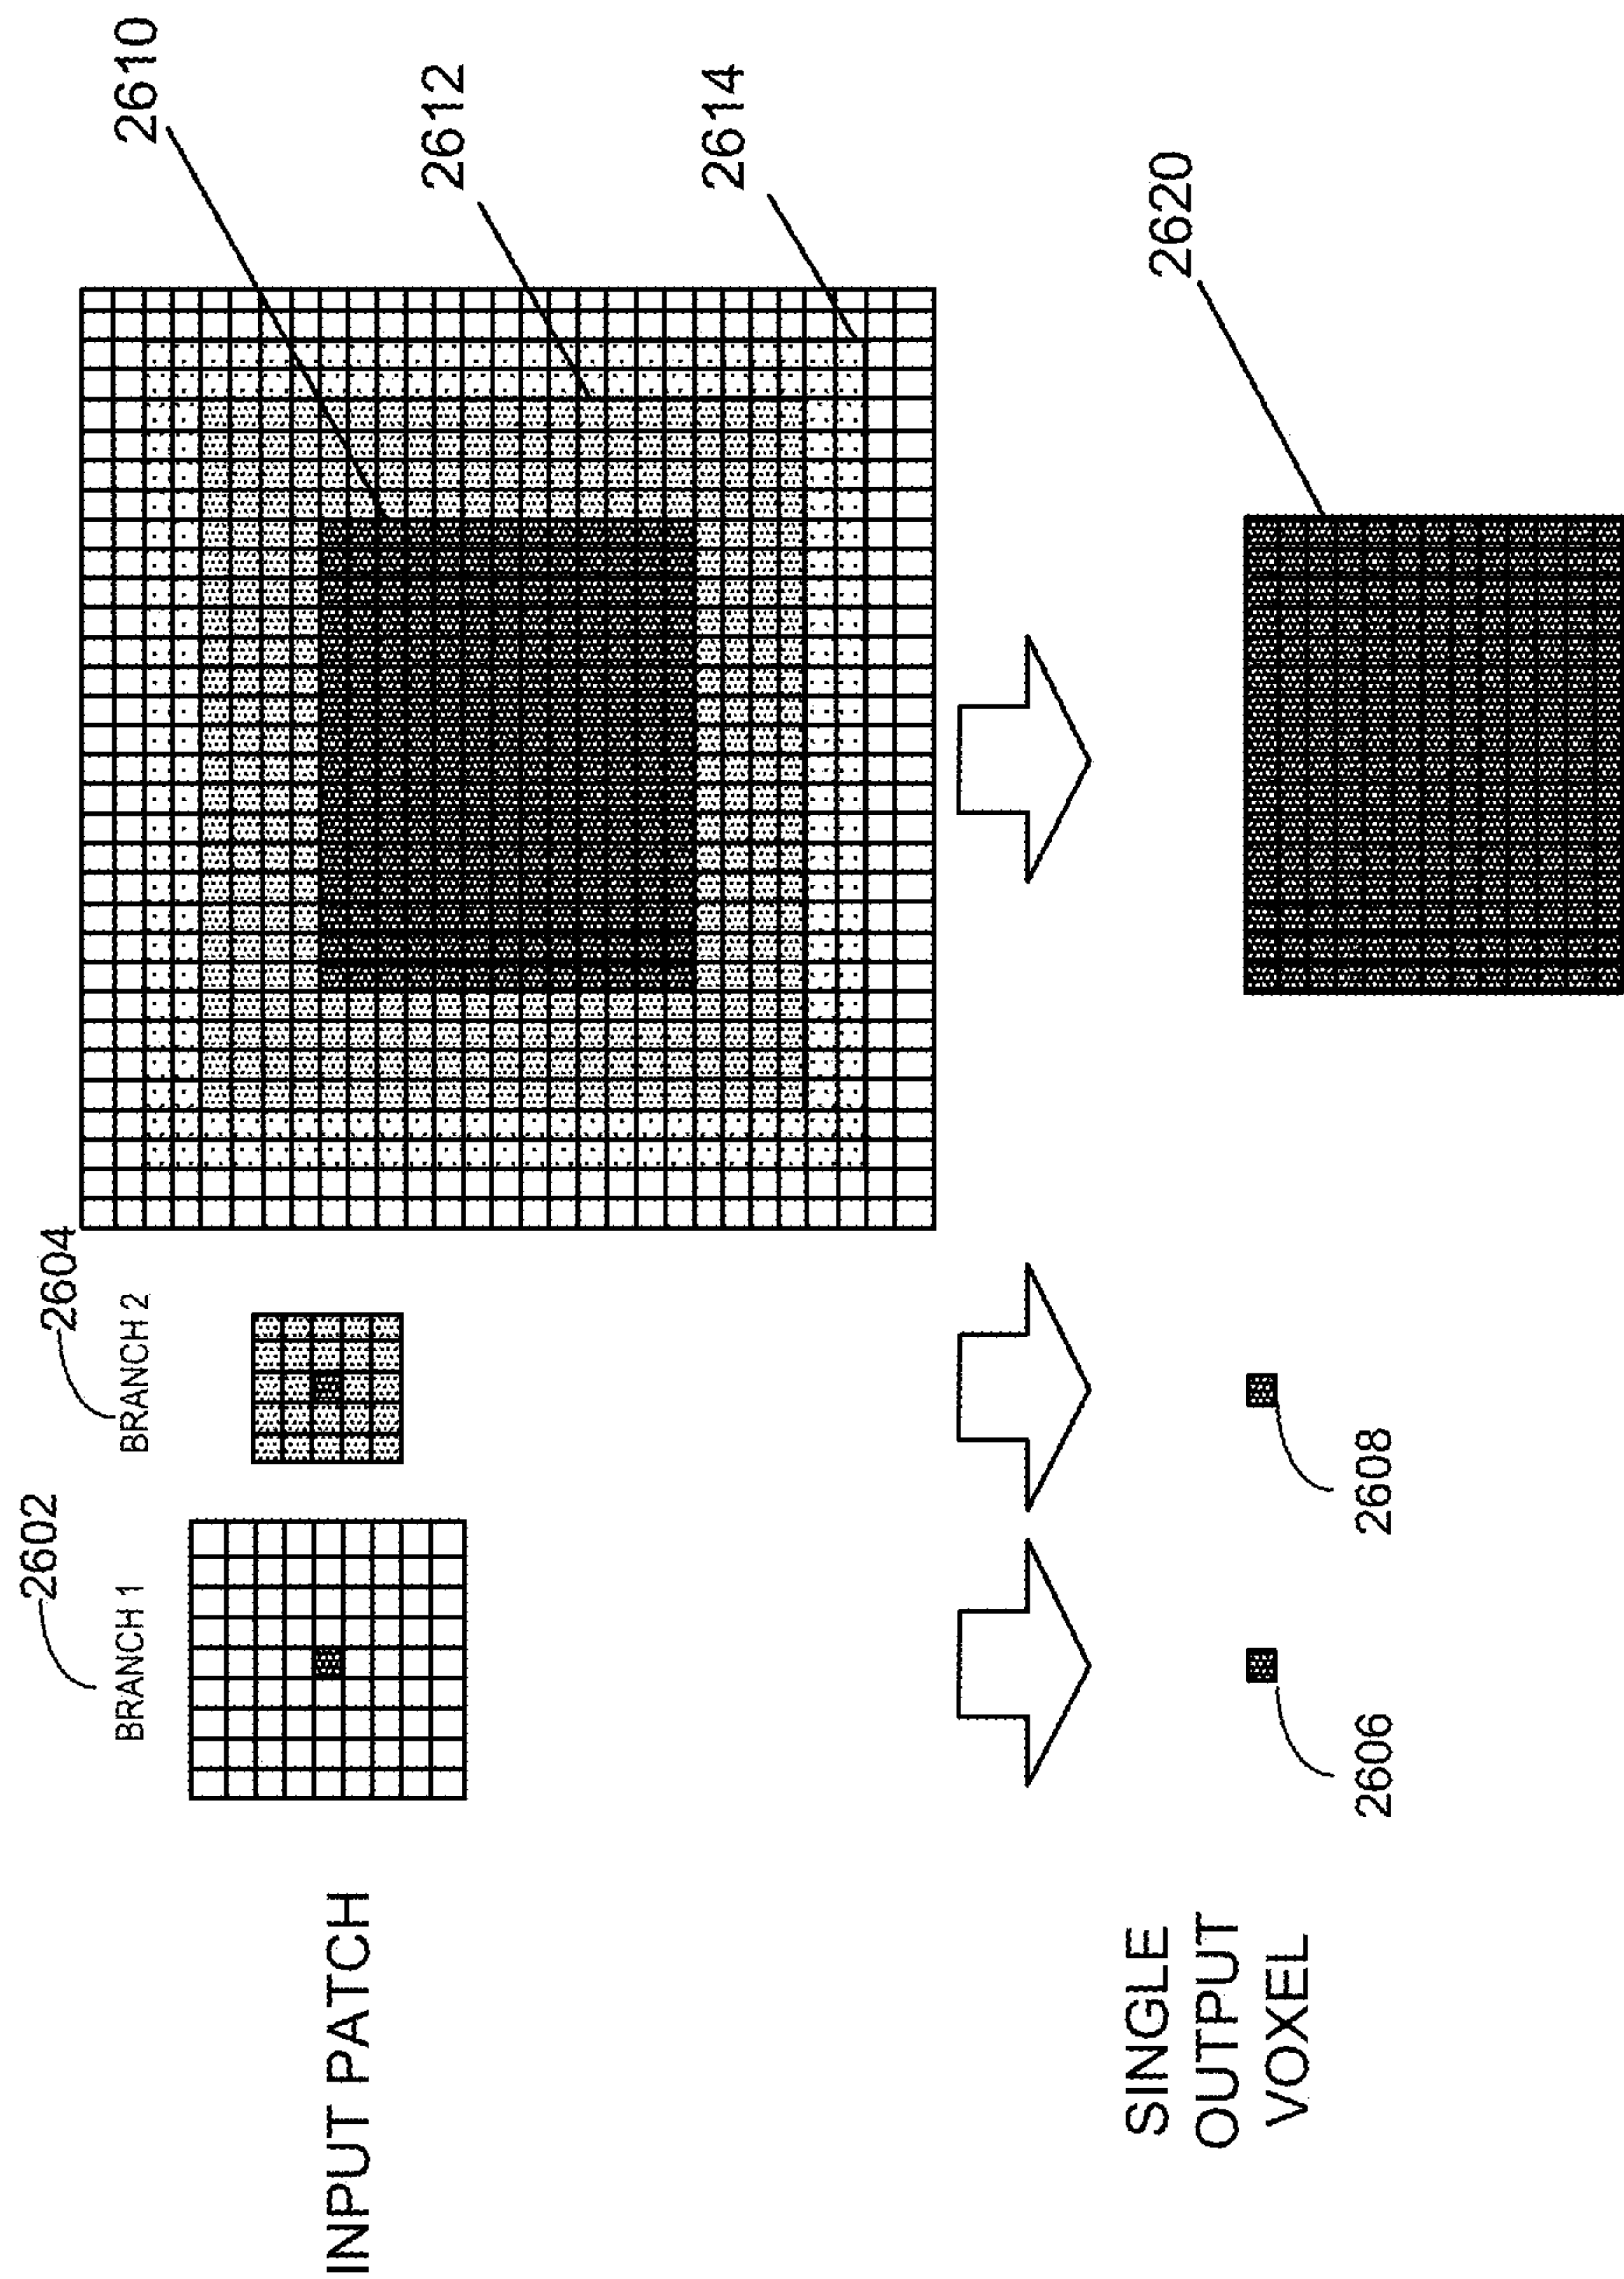 2602
BRANCH 1
2604
BRANCH 2
2610
2612
2614
INPUT PATCH
SINGLE
OUTPUT
VOXEL
2606
2608
2620